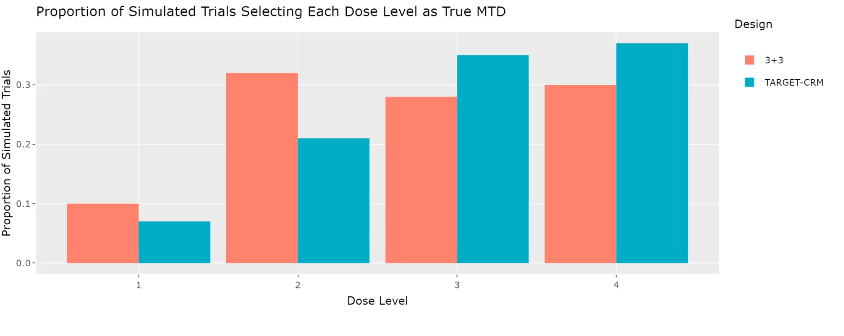 Proportion of Simulated Trials Selecting Each Dose Level as True MTD
Design
3+3
TARGET-CRM
Proportion of Simulated Trials
0.3
0.2
0.1
0.0
1 2 3 4
Dose Level